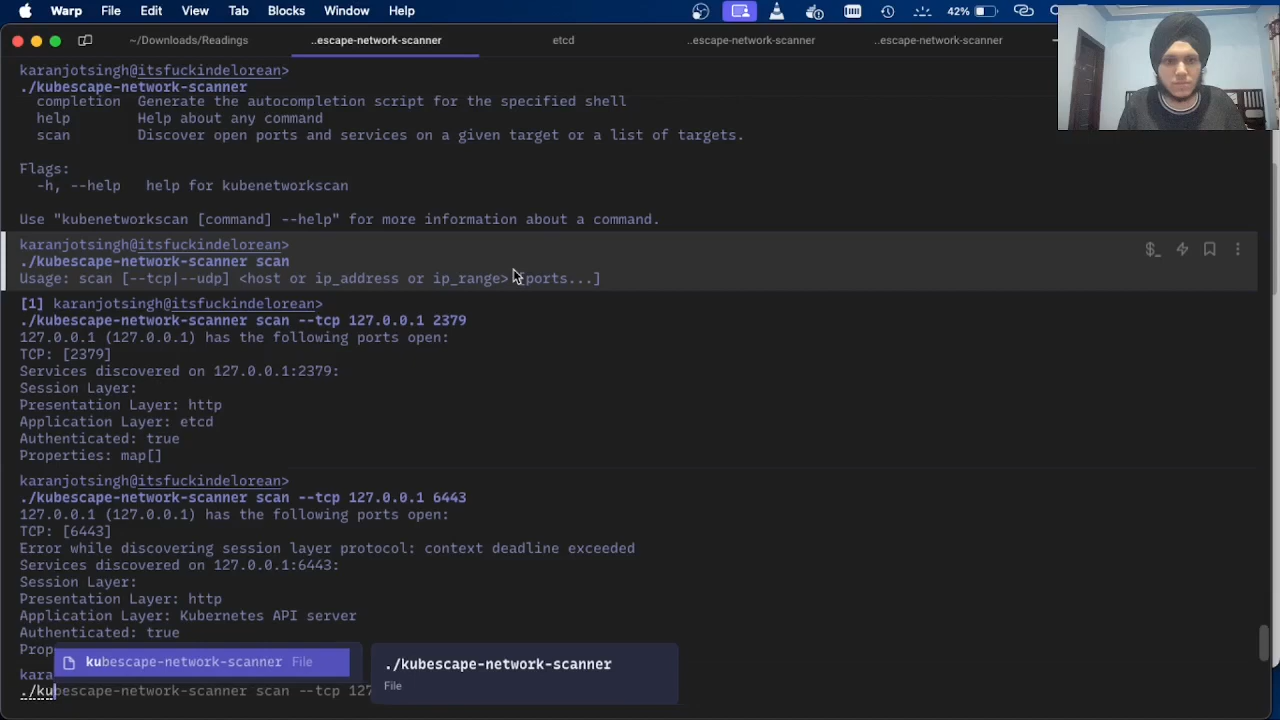 Warp File Edit View Tab Blocks Window Help 42%
~/Downloads/Readings ..escape-network-scanner etcd ..escape-network-scanner ..escape-network-scanner
karanjotsingh@itsfuckindelorean>
./kubescape-network-scanner
completion Generate the autocompletion script for the specified shell
help Help about any command
scan Discover open ports and services on a given target or a list of targets.
Flags:
-h, --help help for kubenetworkscan
Use "kubenetworkscan [command] --help" for more information about a command.
karanjotsingh@itsfuckindelorean>
./kubescape-network-scanner scan
Usage: scan [--tcp|--udp] <host or ip_address or ip_range> [ports...]
[1] karanjotsingh@itsfuckindelorean>
./kubescape-network-scanner scan --tcp 127.0.0.1 2379
127.0.0.1 (127.0.0.1) has the following ports open:
TCP: [2379]
Services discovered on 127.0.0.1:2379:
Session Layer:
Presentation Layer: http
Application Layer: etcd
Authenticated: true
Properties: map[]
karanjotsingh@itsfuckindelorean>
./kubescape-network-scanner scan --tcp 127.0.0.1 6443
127.0.0.1 (127.0.0.1) has the following ports open:
TCP: [6443]
Error while discovering session layer protocol: context deadline exceeded
Services discovered on 127.0.0.1:6443:
Session Layer:
Presentation Layer: http
Application Layer: Kubernetes API server
Authenticated: true
Prop
kubescape-network-scanner File
./kubescape-network-scanner
File
kara
./kubescape-network-scanner scan --tcp 127